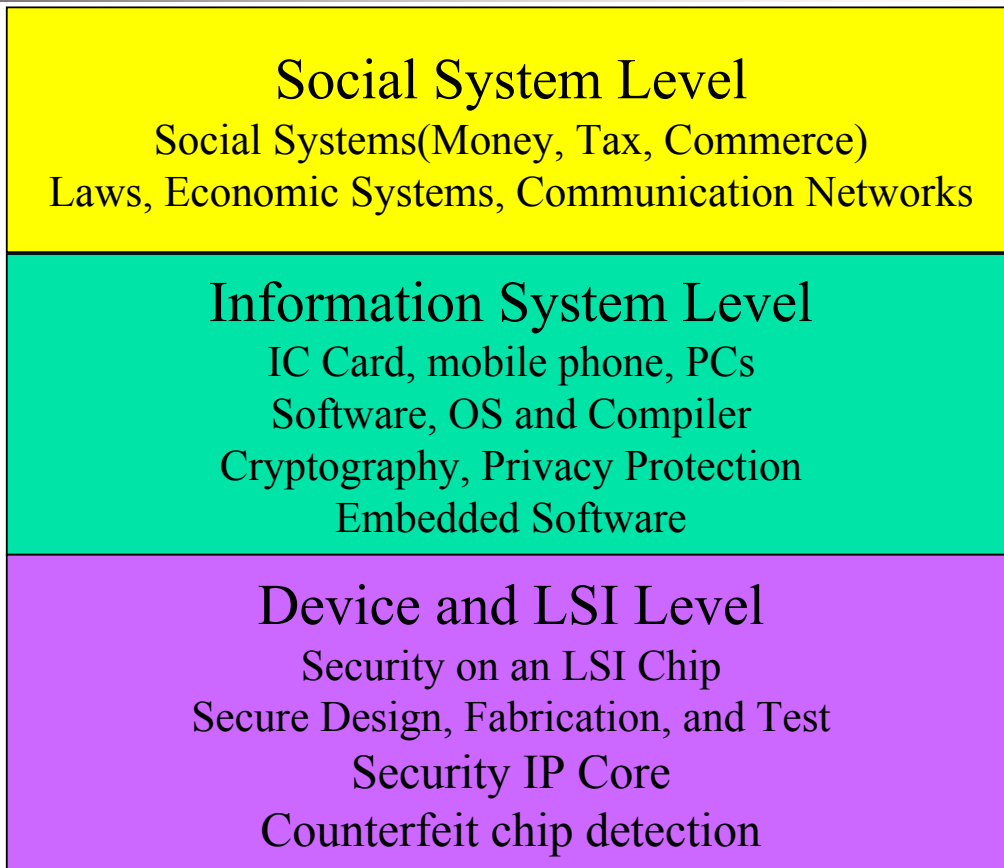 Social System Level
Social Systems(Money, Tax, Commerce)
Laws, Economic Systems, Communication Networks
Information System Level
IC Card, mobile phone, PCs
Software, OS and Compiler
Cryptography, Privacy Protection
Embedded Software
Device and LSI Level
Security on an LSI Chip
Secure Design, Fabrication, and Test
Security IP Core
Counterfeit chip detection